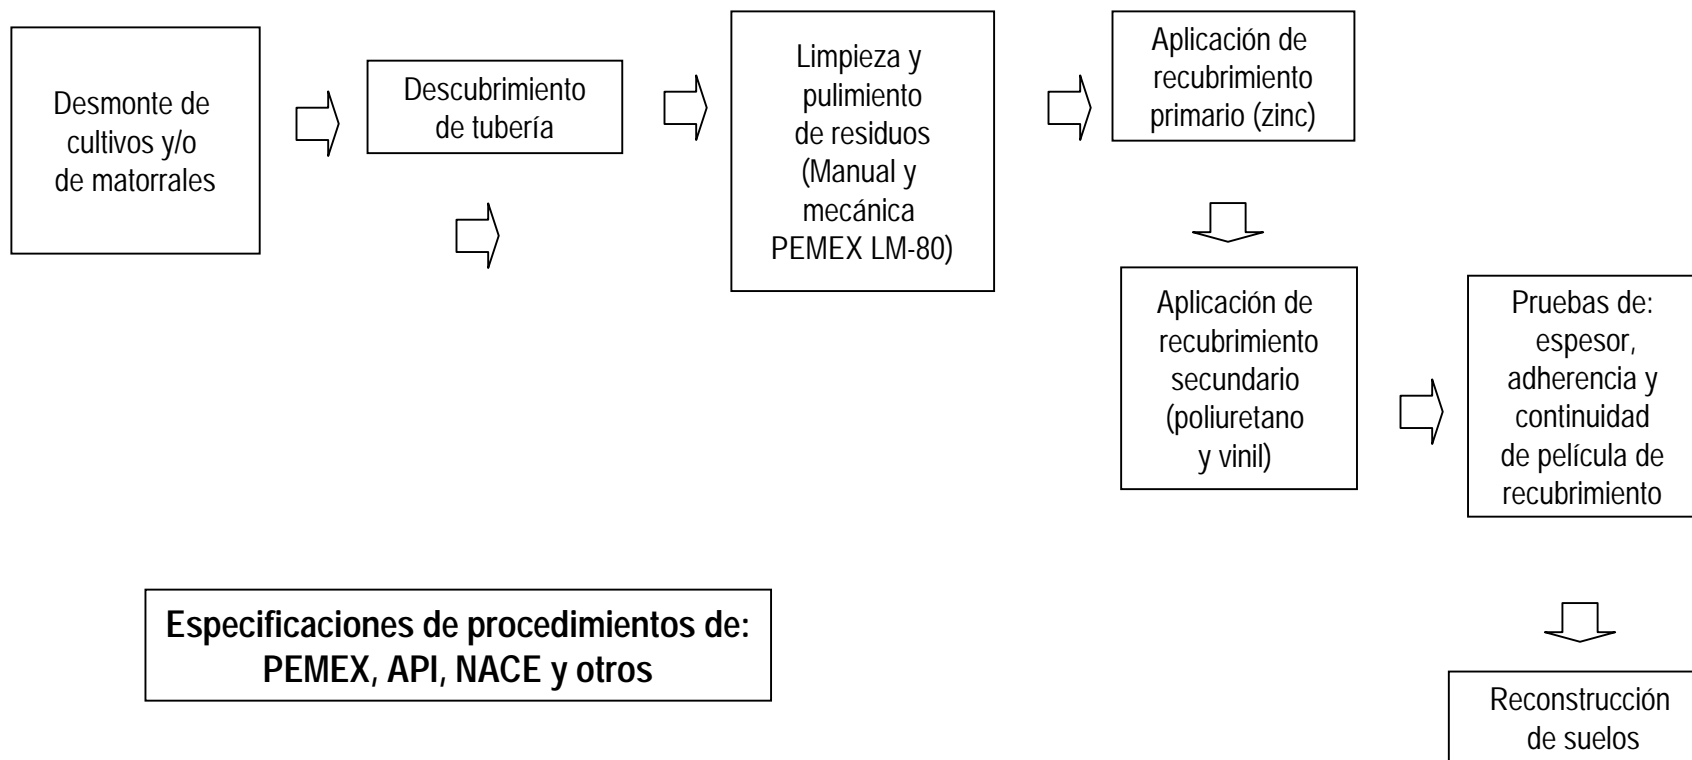 Desmonte de
cultivos y/o
de matorrales
Descubrimiento
de tubería
Limpieza y
pulimiento
de residuos
(Manual y
mecánica
PEMEX LM-80)
Aplicación de
recubrimiento
primario (zinc)
Aplicación de
recubrimiento
secundario
(poliuretano
y vinil)
Pruebas de:
espesor,
adherencia y
continuidad
de película de
recubrimiento
Especificaciones de procedimientos de:
PEMEX, API, NACE y otros
Reconstrucción
de suelos